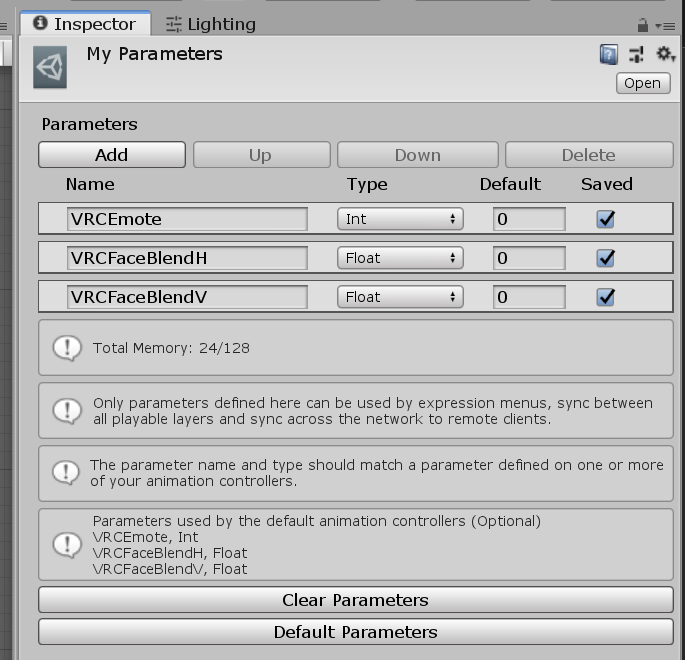 Inspector
Lighting
My Parameters
Open
Parameters
Add
Up
Down
Delete
Name
Type
Default
Saved
VRCEmote
Int
0
VRCFaceBlendH
Float
0
VRCFaceBlendV
Float
0
Total Memory: 24/128
Only parameters defined here can be used by expression menus, sync between
all playable layers and sync across the network to remote clients.
The parameter name and type should match a parameter defined on one or more
of your animation controllers.
Parameters used by the default animation controllers (Optional)
VRCEmote, Int
VRCFaceBlendH, Float
VRCFaceBlendV, Float
Clear Parameters
Default Parameters